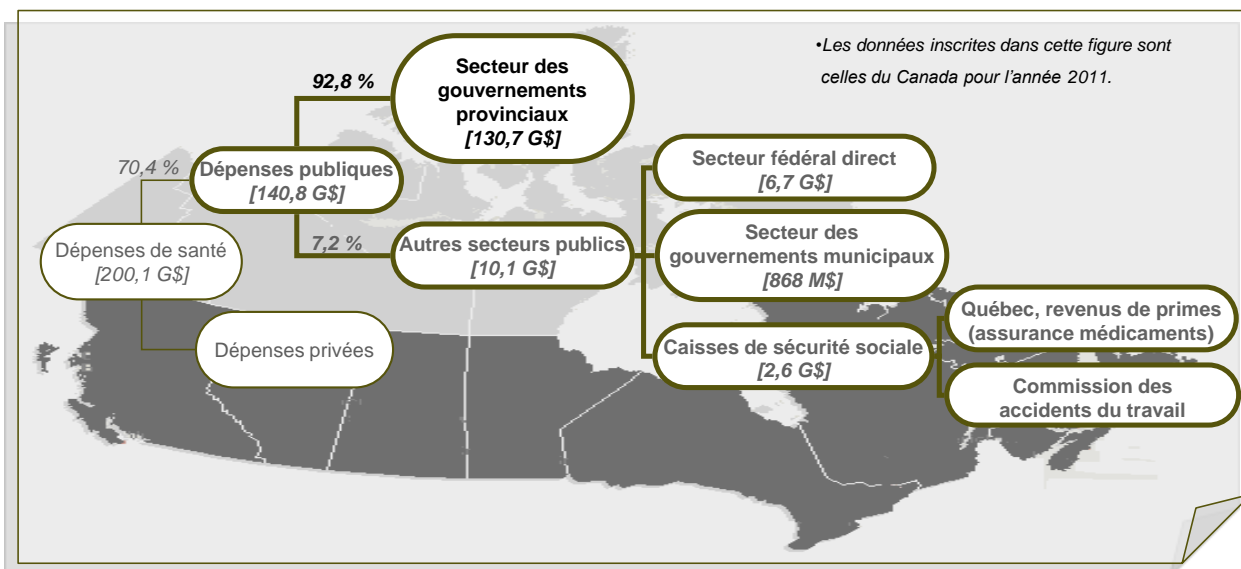 •Les données inscrites dans cette figure sont
celles du Canada pour l'année 2011.
92,8 %
Secteur des
gouvernements
provinciaux
[130,7 G$]
70,4 %
Dépenses publiques
[140,8 G$]
7,2 %
Autres secteurs publics
[10,1 G$]
Secteur fédéral direct
[6,7 G$]
Secteur des
gouvernements municipaux
[868 M$]
Dépenses de santé
[200,1 G$]
Dépenses privées
Caisses de sécurité sociale
[2,6 G$]
Québec, revenus de primes
(assurance médicaments)
Commission des
accidents du travail